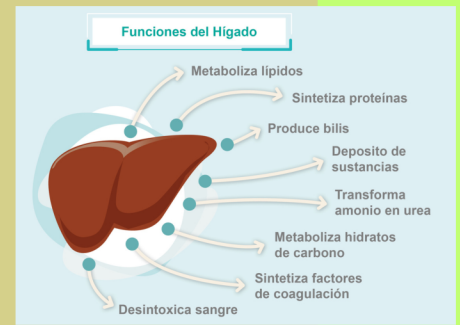 Funciones del Hígado
Metaboliza lípidos
Sintetiza proteínas
Produce bilis
Deposito de
sustancias
Transforma
amonio en urea
Metaboliza hidratos
de carbono
Sintetiza factores
de coagulación
Desintoxica sangre